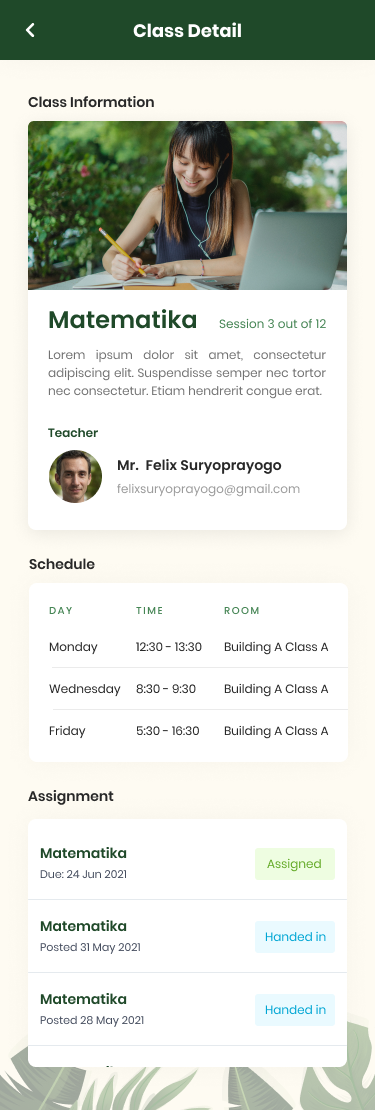 Class Detail
Class Information
Matematika
Session 3 out of 12
Lorem ipsum dolor sit amet, consectetur
adipiscing elit. Suspendisse semper nec tortor
nec consectetur. Etiam hendrerit congue erat.
Teacher
Mr. Felix Suryoprayogo
felixsuryoprayogo@gmail.com
Schedule
DAY TIME ROOM
Monday 12:30 - 13:30 Building A Class A
Wednesday 8:30 - 9:30 Building A Class A
Friday 5:30 - 16:30 Building A Class A
Assignment
Matematika
Due: 24 Jun 2021
Assigned
Matematika
Posted 31 May 2021
Handed in
Matematika
Posted 28 May 2021
Handed in